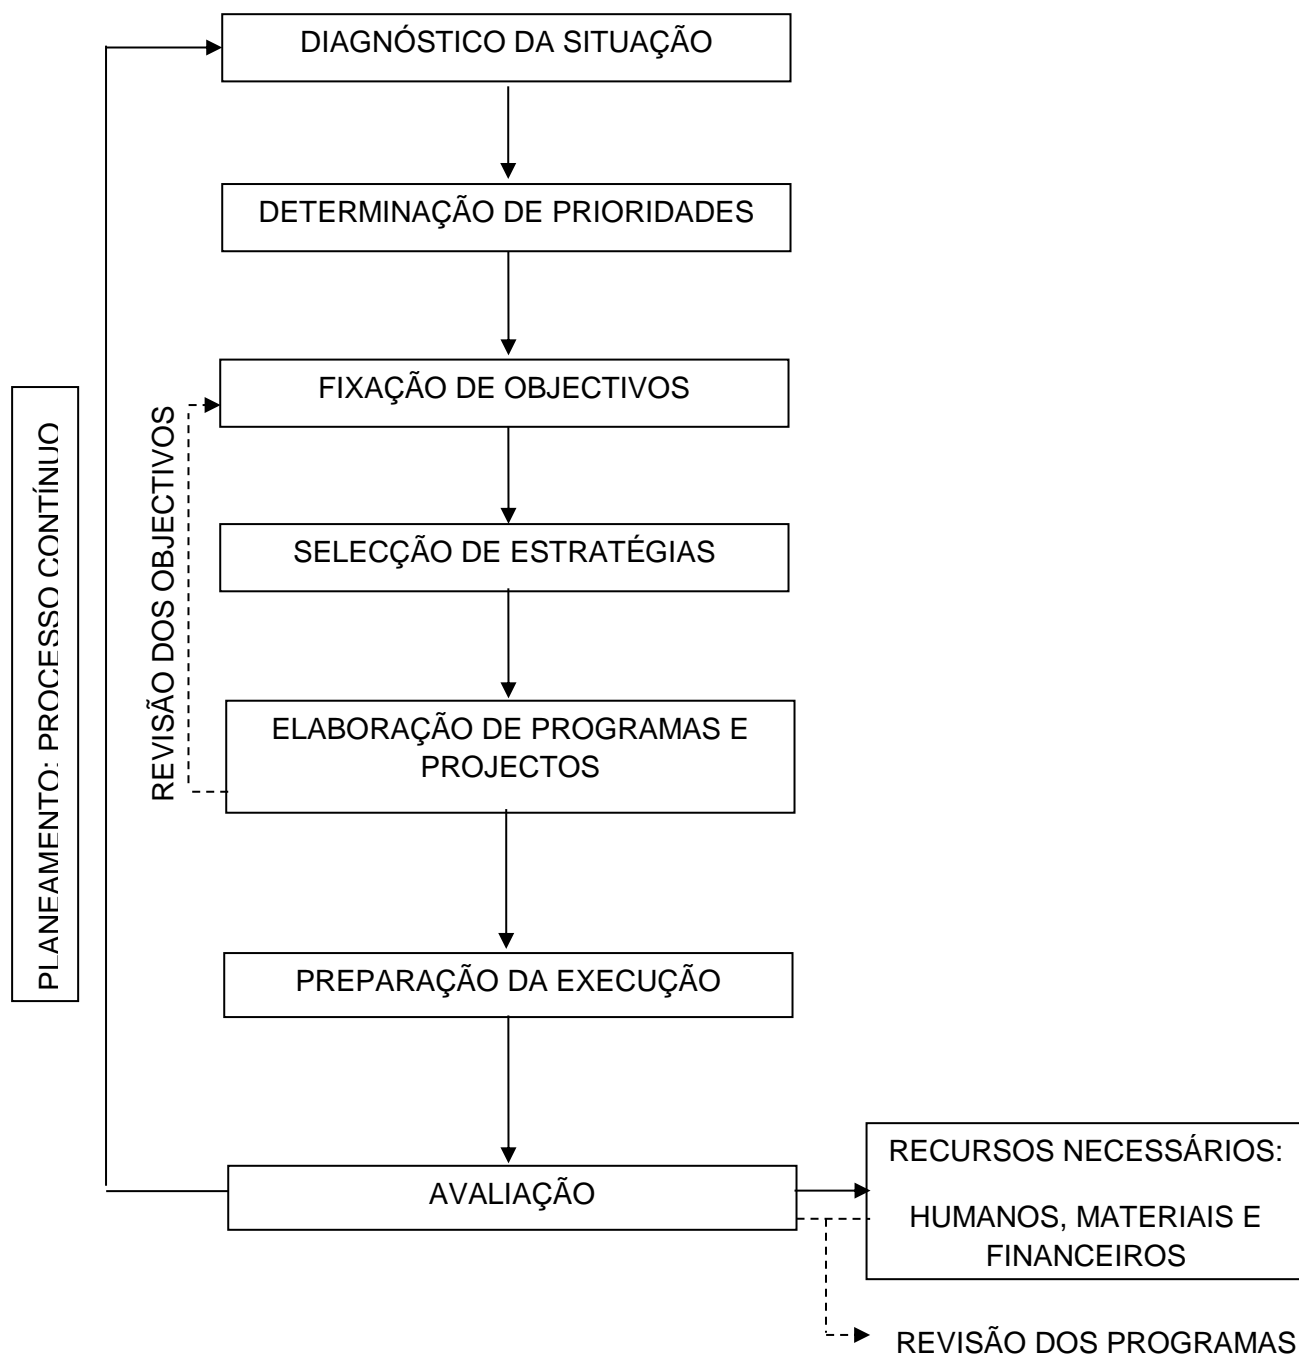 DIAGNÓSTICO DA SITUAÇÃO
DETERMINAÇÃO DE PRIORIDADES
FIXAÇÃO DE OBJECTIVOS
PLANEAMENTO: PROCESSO CONTÍNUO
REVISÃO DOS OBJECTIVOS
SELECÇÃO DE ESTRATÉGIAS
ELABORAÇÃO DE PROGRAMAS E
PROJECTOS
PREPARAÇÃO DA EXECUÇÃO
AVALIAÇÃO
RECURSOS NECESSÁRIOS:
HUMANOS, MATERIAIS E
FINANCEIROS
REVISÃO DOS PROGRAMAS